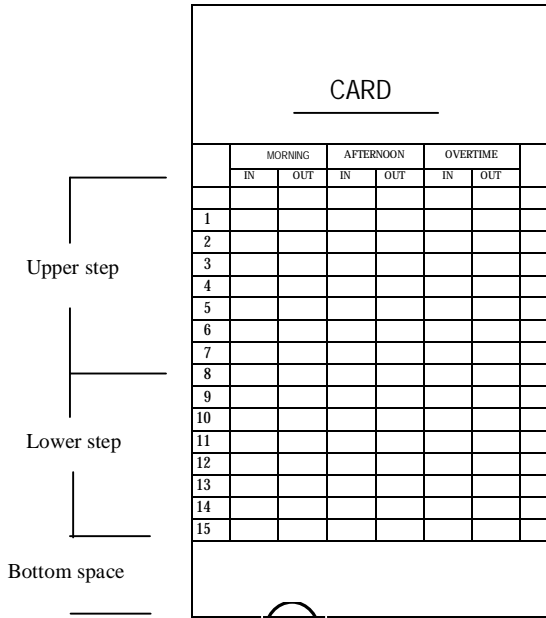 CARD
MORNING AFTERNOON OVERTIME
IN OUT IN OUT IN OUT
1
2
3
Upper step
4
5
6
7
8
9
10
11
Lower step
12
13
14
15
Bottom space